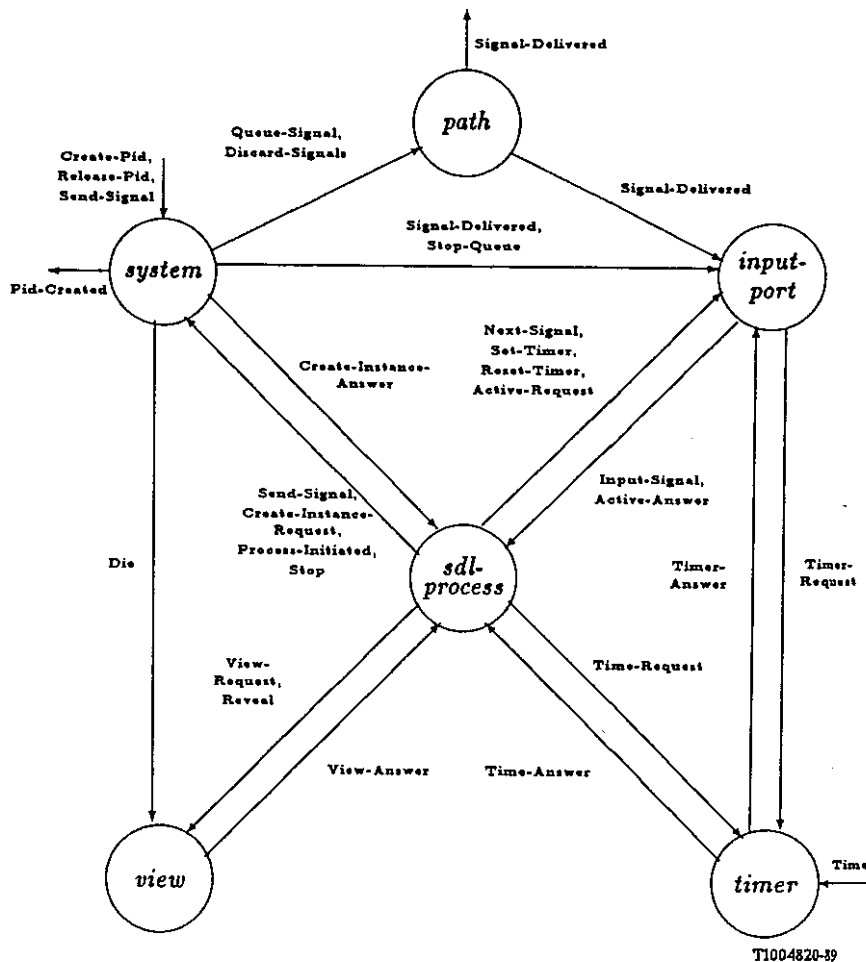 Signal-Delivered
path
Queue-Signal,
Discard-Signals
Create-Pid,
Release-Pid,
Send-Signal
Signal-Delivered
Signal-Delivered,
Stop-Queue
system
input-
port
Pid-Created
Next-Signal,
Set-Timer,
Reset-Timer,
Active-Request
Create-Instance-
Answer
Input-Signal,
Active-Answer
Send-Signal,
Create-Instance-
Request,
Process-Initiated,
Stop
sdl-
process
Die
Timer-
Answer
Timer-
Request
View-
Request,
Reveal
Time-Request
View-Answer
Time-Answer
view
timer
Time
T1004820-89